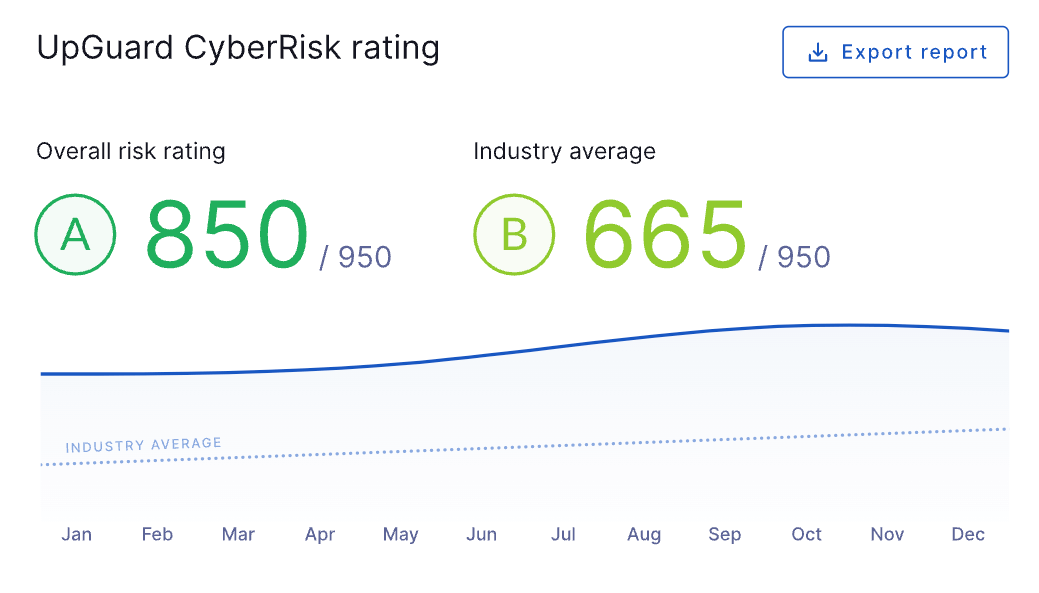 UpGuard CyberRisk rating
Export report
Overall risk rating
Industry average
A 850 / 950
B 665 / 950
INDUSTRY AVERAGE
Jan Feb Mar Apr May Jun Jul Aug Sep Oct Nov Dec